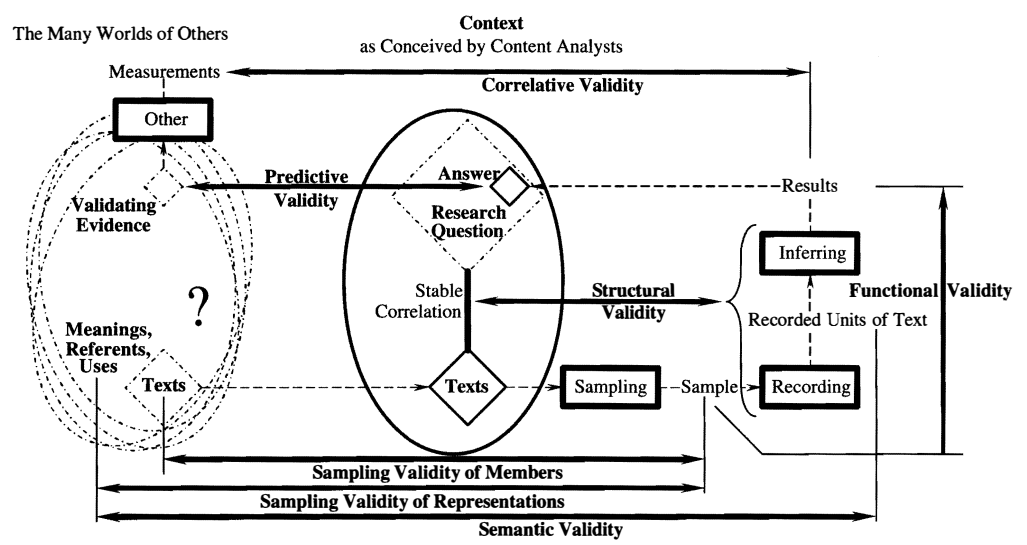 Context
The Many Worlds of Others
as Conceived by Content Analysts
Measurements
Correlative Validity
Other
Predictive
Validity
Answer
Results
Validating
Evidence
Research
Question
Inferring
?
Stable
Correlation
Structural
Validity
Functional Validity
Recorded Units of Text
Meanings,
Referents,
Uses
Texts
Texts
Sampling
Sample
Recording
Sampling Validity of Members
Sampling Validity of Representations
Semantic Validity